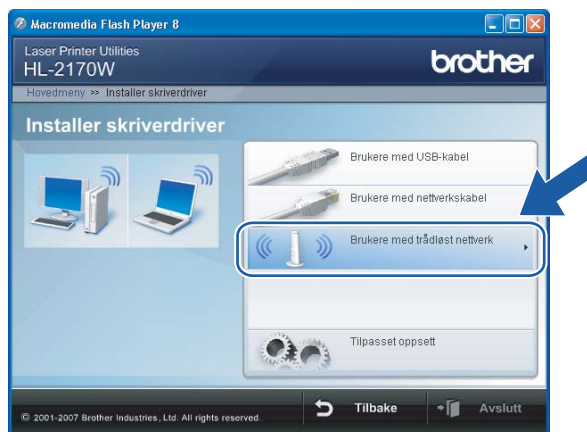 Macromedia Flash Player 8
Laser Printer Utilities
HL-2170W
brother
Hovedmeny >> Installer skriverdriver
Installer skriverdriver
Brukere med USB-kabel
Brukere med nettverkskabel
Brukere med trådløst nettverk
Tilpasset oppsett
© 2001-2007 Brother Industries, Ltd. All rights reserved.
Tilbake
Avslutt